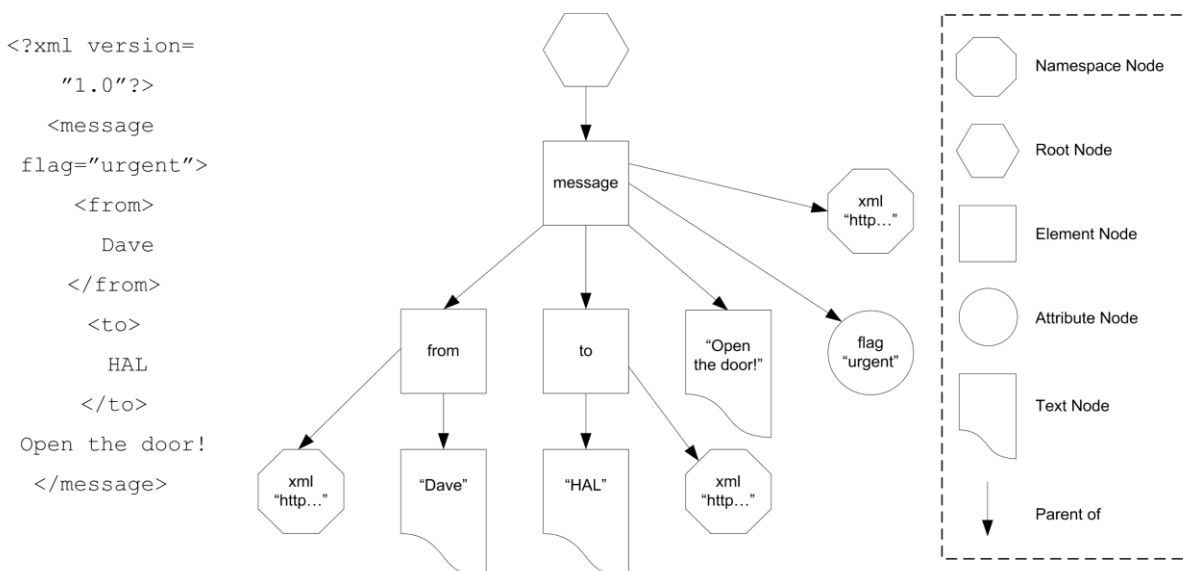 <?xml version=
”1.0”?>
<message
flag=”urgent”>
<from>
Dave
</from>
<to>
HAL
</to>
Open the door!
</message>
message
xml
“http…”
from
to
“Open
the door!”
flag
“urgent”
xml
“http…”
“Dave”
“HAL”
xml
“http…”
Namespace Node
Root Node
Element Node
Attribute Node
Text Node
Parent of